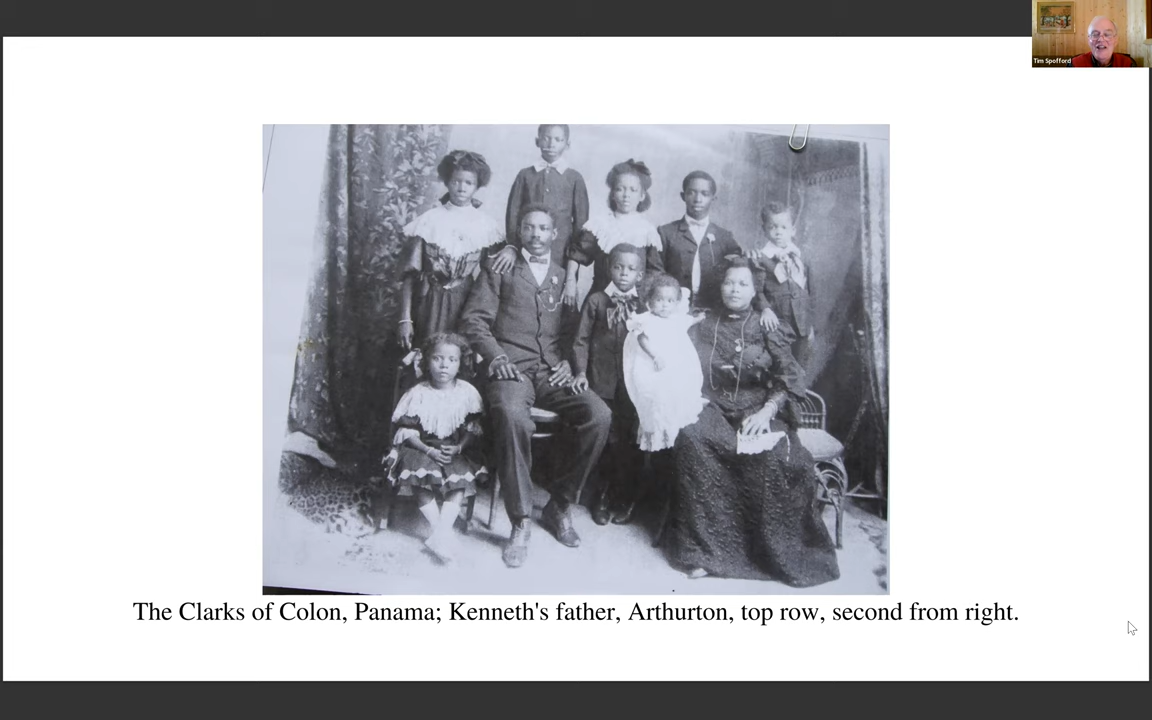 Tim Spofford
The Clarks of Colon, Panama; Kenneth's father, Arthurton, top row, second from right.